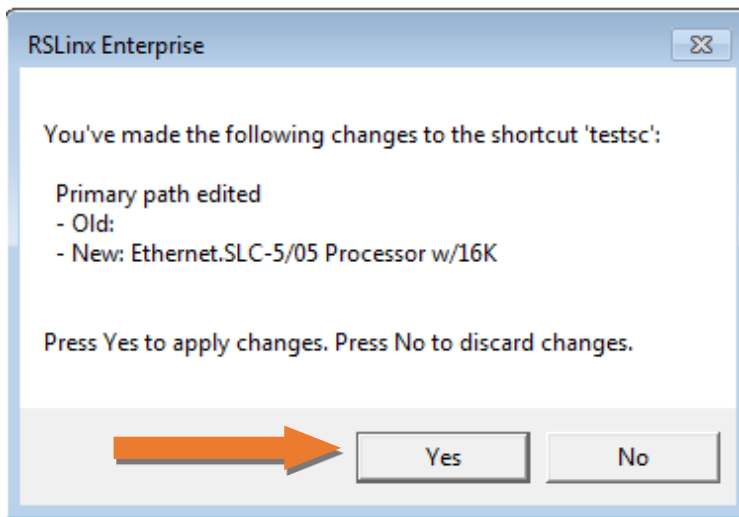 RSLinx Enterprise
You've made the following changes to the shortcut 'testsc':
Primary path edited
- Old:
- New: Ethernet.SLC-5/05 Processor w/16K
Press Yes to apply changes. Press No to discard changes.
Yes
No